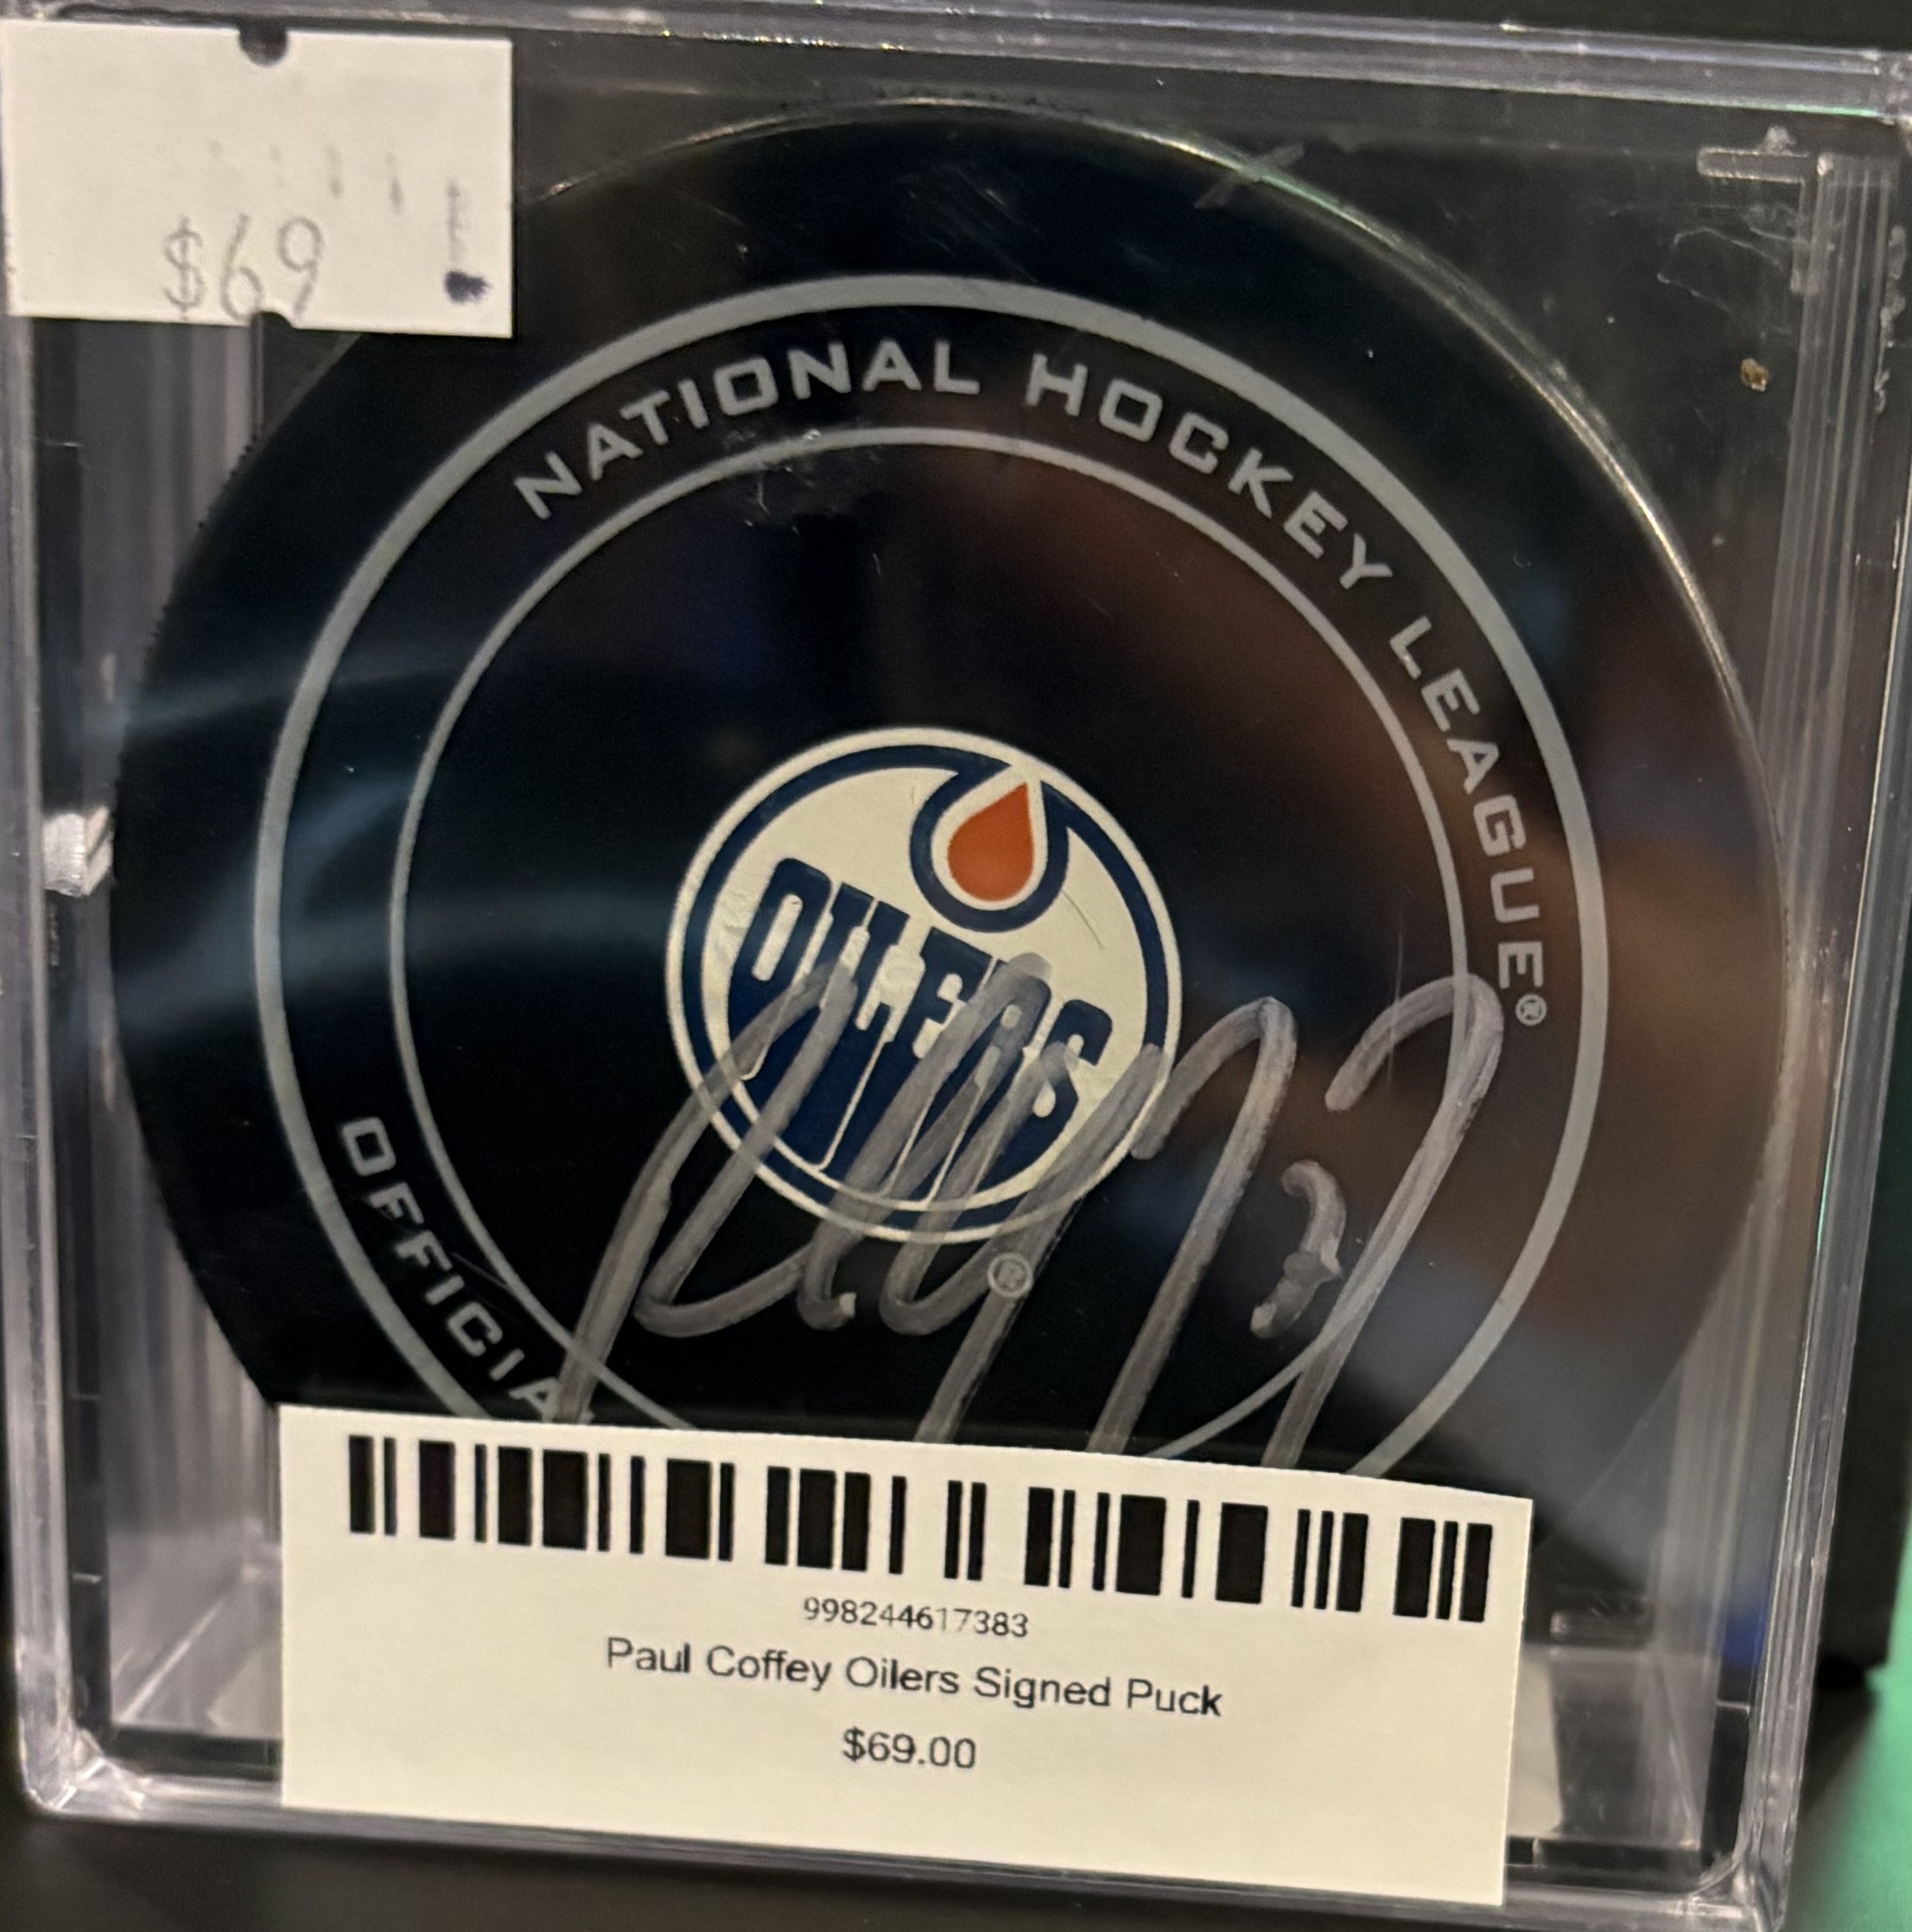 $69
NATIONAL HOCKEY LEAGUE®
OILERS
®
OFFICIA
998244617383
Paul Coffey Oilers Signed Puck
$69.00